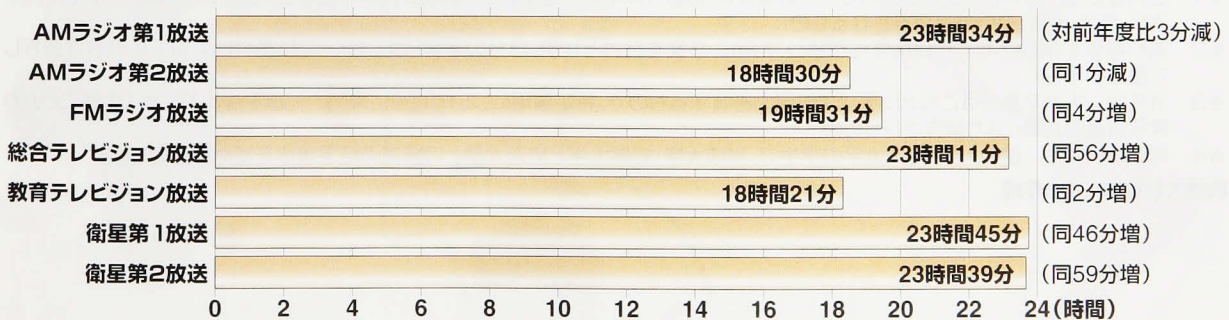 AMラジオ第1放送 23時間34分 (対前年度比3分減)
AMラジオ第2放送 18時間30分 (同1分減)
FMラジオ放送 19時間31分 (同4分増)
総合テレビジョン放送 23時間11分 (同56分増)
教育テレビジョン放送 18時間21分 (同2分増)
衛星第1放送 23時間45分 (同46分増)
衛星第2放送 23時間39分 (同59分増)
0 2 4 6 8 10 12 14 16 18 20 22 24(時間)